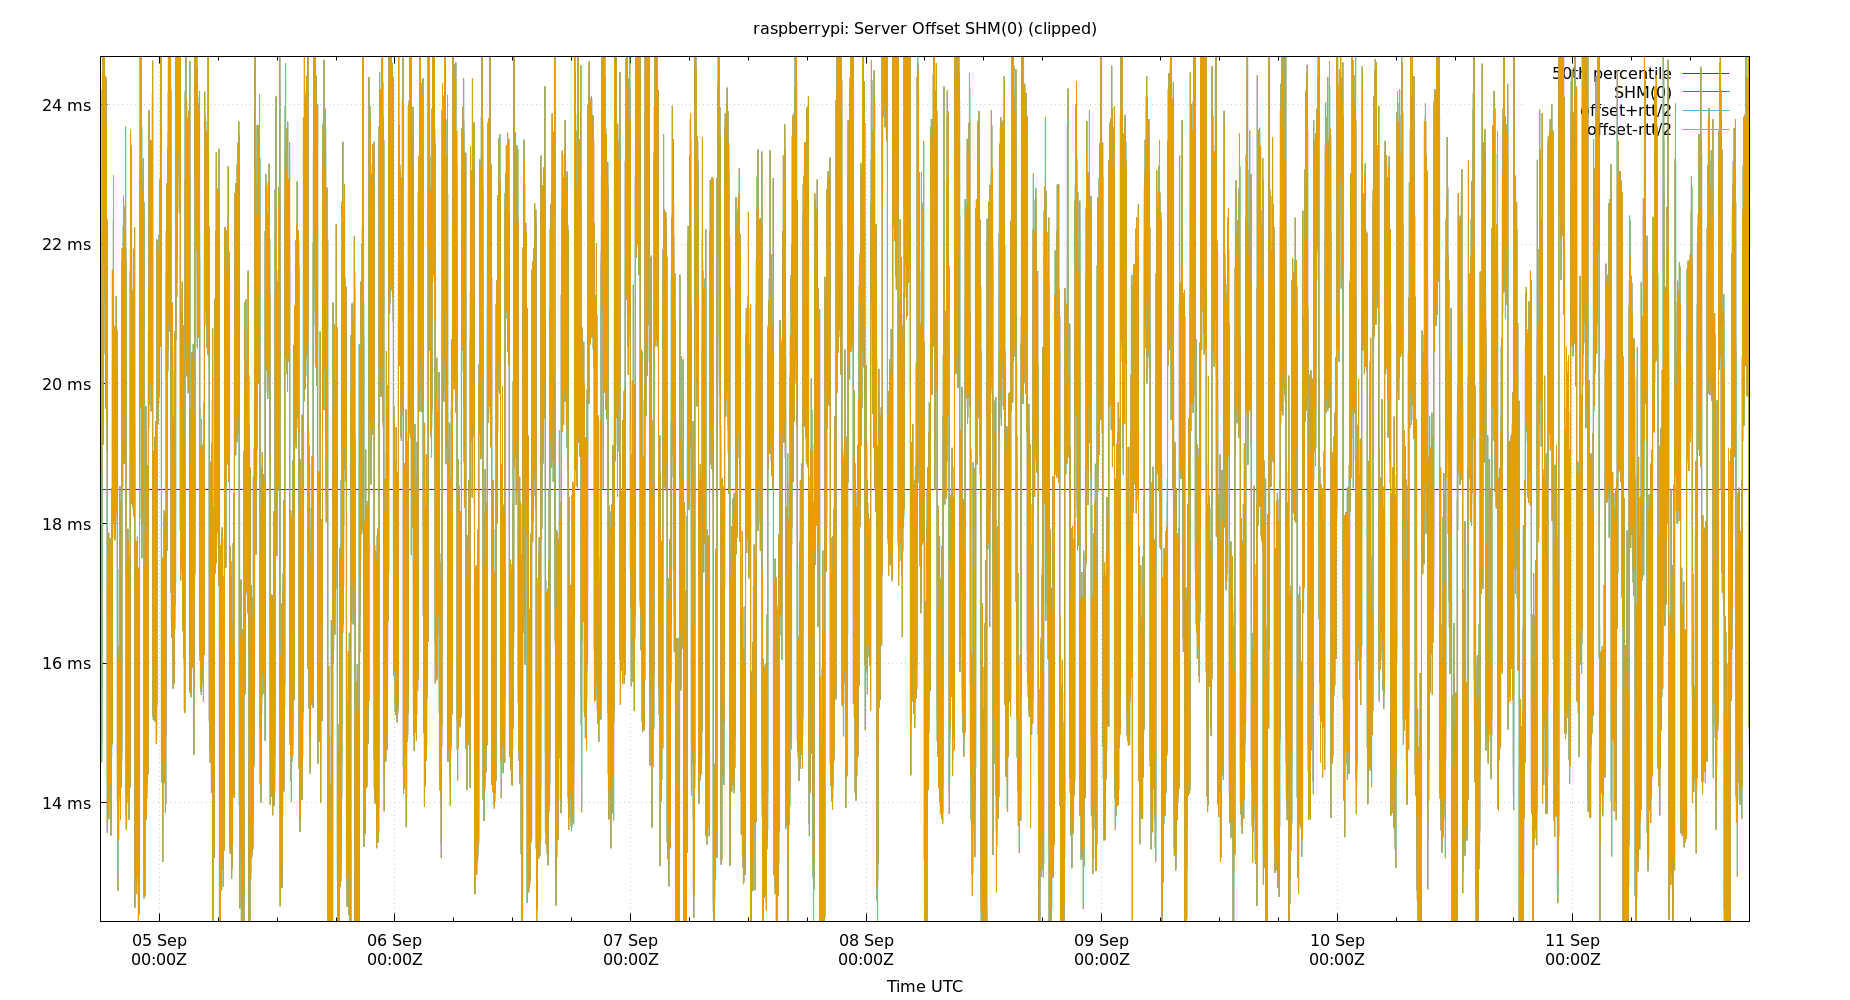 raspberrypi: Server Offset SHM(0) (clipped)
50th percentile
SHM(0)
offset+rtt/2
offset-rtt/2
24 ms
22 ms
20 ms
18 ms
16 ms
14 ms
05 Sep 06 Sep 07 Sep 08 Sep 09 Sep 10 Sep 11 Sep
00:00Z 00:00Z 00:00Z 00:00Z 00:00Z 00:00Z 00:00Z
Time UTC